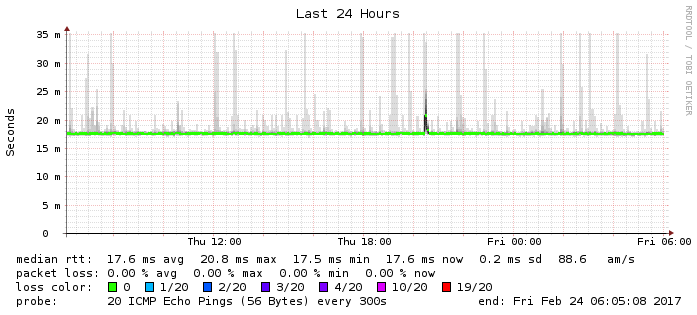 Last 24 Hours
RRDTOOL / TOBI OETIKER
Seconds
35 m
30 m
25 m
20 m
15 m
10 m
5 m
0
Thu 12:00 Thu 18:00 Fri 00:00 Fri 06:00
median rtt: 17.6 ms avg 20.8 ms max 17.5 ms min 17.6 ms now 0.2 ms sd 88.6 am/s
packet loss: 0.00 % avg 0.00 % max 0.00 % min 0.00 % now
loss color: 0 1/20 2/20 3/20 4/20 10/20 19/20
probe: 20 ICMP Echo Pings (56 Bytes) every 300s end: Fri Feb 24 06:05:08 2017